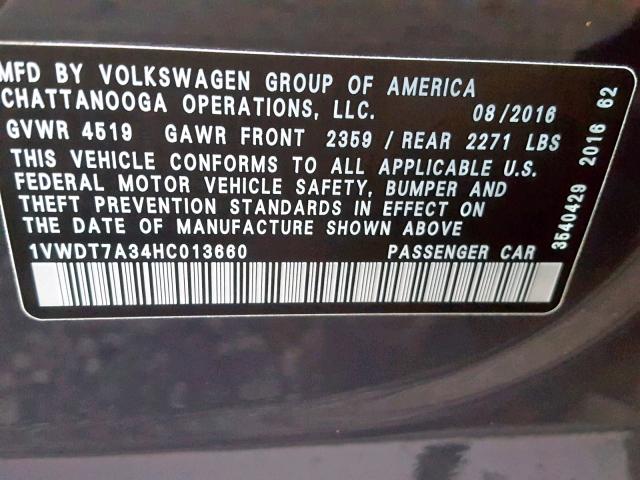 MFD BY VOLKSWAGEN GROUP OF AMERICA
CHATTANOOGA OPERATIONS, LLC. 08/2016
GVWR 4519 GAWR FRONT 2359 / REAR 2271 LBS
THIS VEHICLE CONFORMS TO ALL APPLICABLE U.S.
FEDERAL MOTOR VEHICLE SAFETY, BUMPER AND
THEFT PREVENTION STANDARDS IN EFFECT ON
THE DATE OF MANUFACTURE SHOWN ABOVE
1VWDT7A34HC013660 PASSENGER CAR
3540429 2016 62